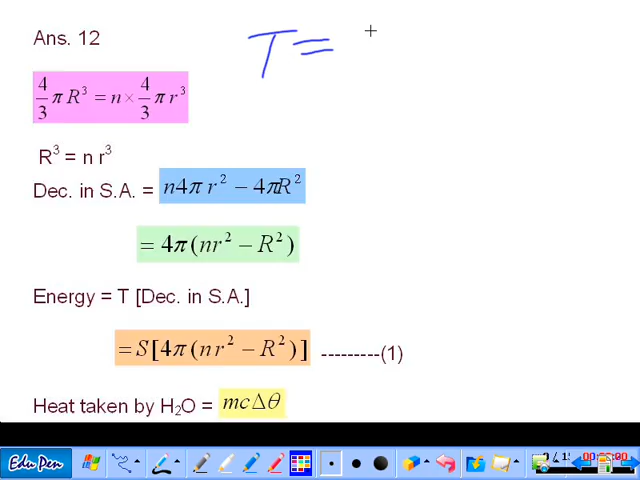 Ans. 12
T =
4/3 π R³ = n × 4/3 π r³
R³ = n r³
Dec. in S.A. = n4π r² − 4πR²
= 4π (nr² − R²)
Energy = T [Dec. in S.A.]
= S[4π (nr² − R²)] ---------(1)
Heat taken by H₂O = mcΔθ
Edu Pen